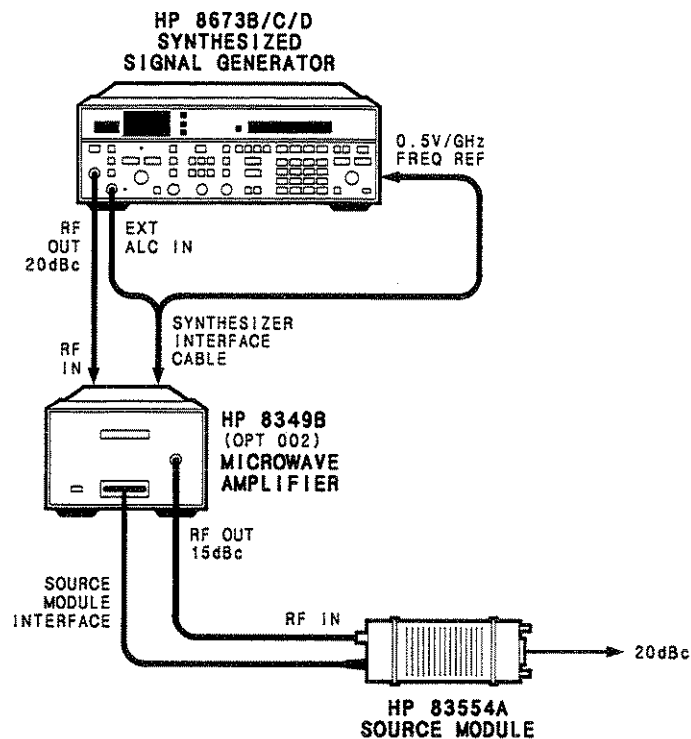 HP 8673B/C/D
SYNTHESIZED
SIGNAL GENERATOR
0.5V/GHz
FREQ REF
RF
OUT
20dBc
EXT
ALC IN
SYNTHESIZER
INTERFACE
CABLE
RF
IN
HP 8349B
(OPT 002)
MICROWAVE
AMPLIFIER
RF OUT
15dBc
SOURCE
MODULE
INTERFACE
RF IN
20dBc
HP 83554A
SOURCE MODULE